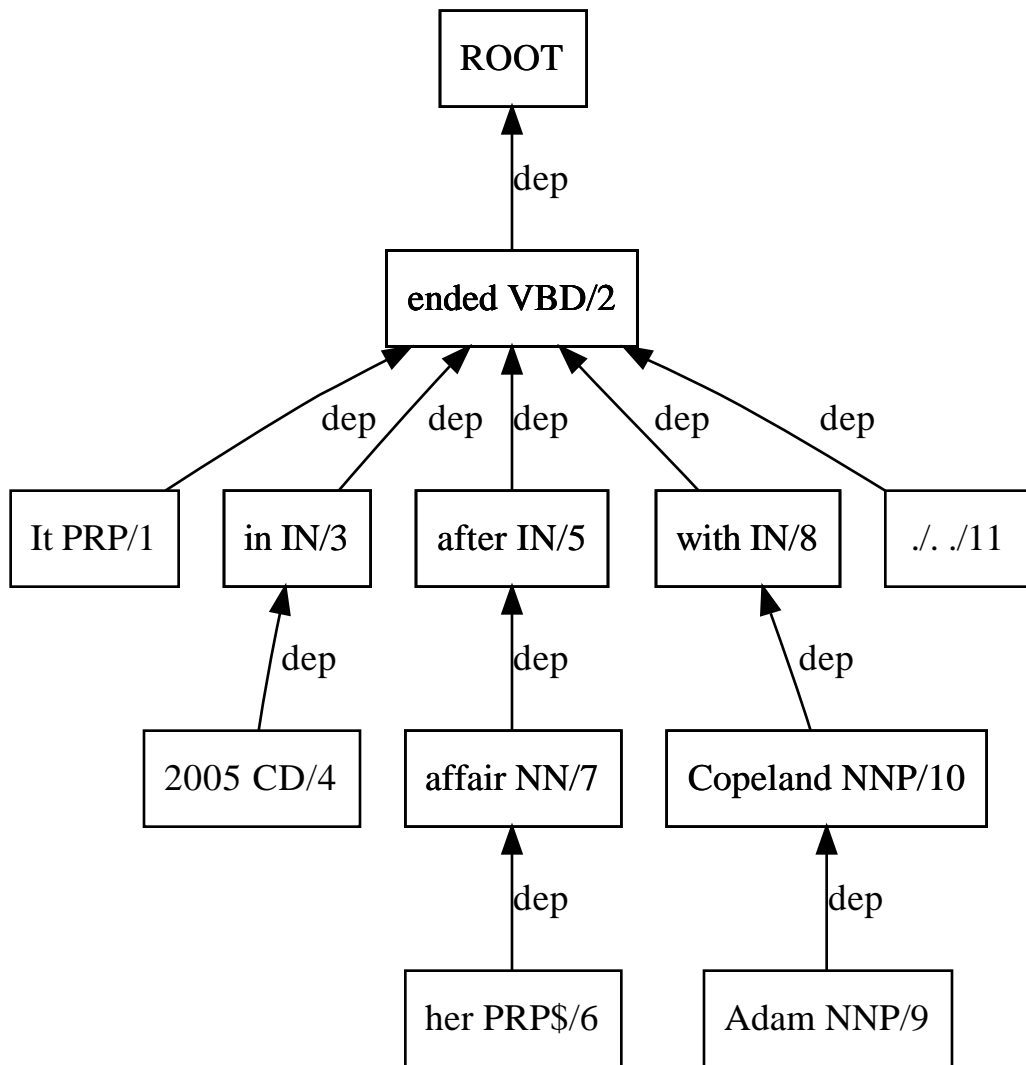 ROOT
dep
ended VBD/2
dep dep dep dep dep
It PRP/1 in IN/3 after IN/5 with IN/8 ./. ./11
dep dep dep
2005 CD/4 affair NN/7 Copeland NNP/10
dep dep
her PRP$/6 Adam NNP/9